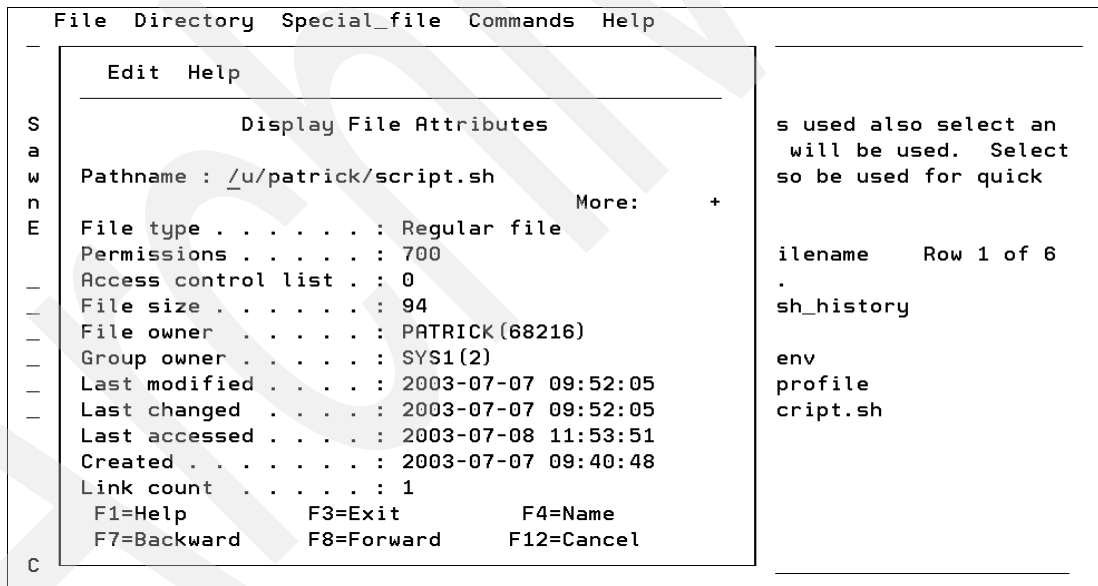 File Directory Special_file Commands Help
Edit Help
S Display File Attributes s used also select an
a will be used. Select
w Pathname : /u/patrick/script.sh so be used for quick
n More: +
E File type . . . . . . : Regular file
Permissions . . . . . : 700 ilename Row 1 of 6
_ Access control list . : 0 .
_ File size . . . . . . : 94 sh_history
_ File owner . . . . . : PATRICK(68216)
_ Group owner . . . . . : SYS1(2) env
_ Last modified . . . . : 2003-07-07 09:52:05 profile
_ Last changed . . . . : 2003-07-07 09:52:05 cript.sh
Last accessed . . . . : 2003-07-08 11:53:51
Created . . . . . . . : 2003-07-07 09:40:48
Link count . . . . . : 1
F1=Help F3=Exit F4=Name
F7=Backward F8=Forward F12=Cancel
C